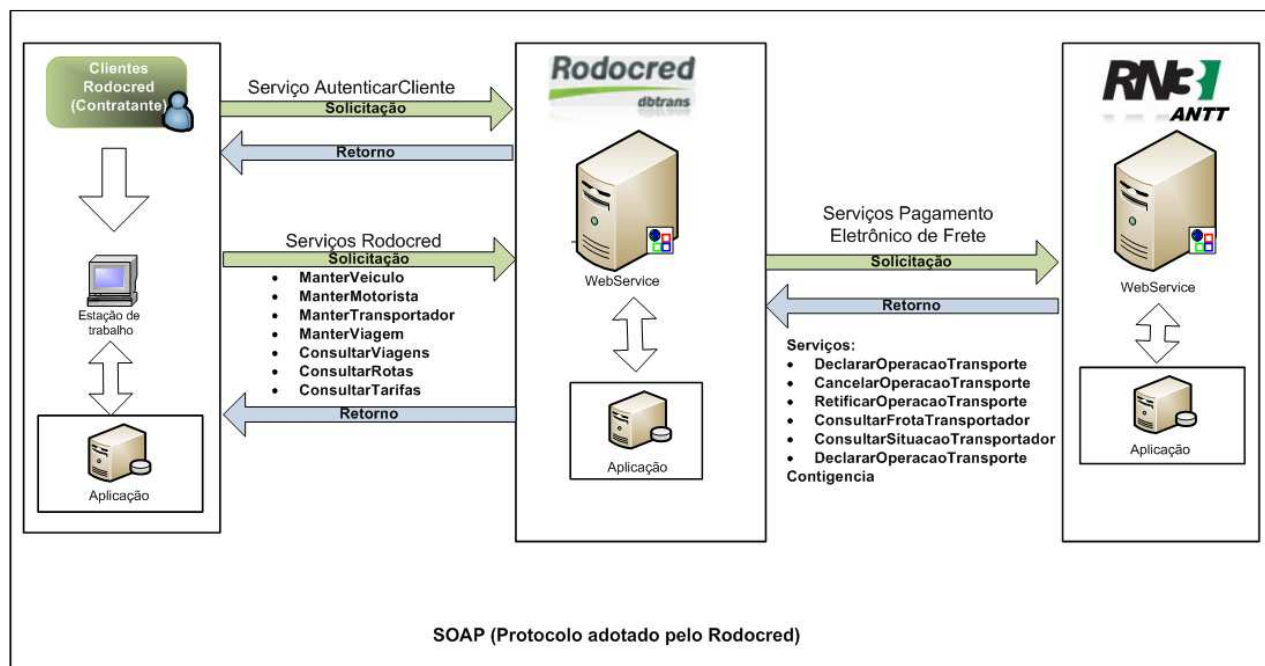 Clientes
Rodocred
(Contratante)
Estação de
trabalho
Aplicação
Serviço AutenticarCliente
Solicitação
Retorno
Serviços Rodocred
Solicitação
• ManterVeiculo
• ManterMotorista
• ManterTransportador
• ManterViagem
• ConsultarViagens
• ConsultarRotas
• ConsultarTarifas
Retorno
Rodocred
dbtrans
WebService
Aplicação
Serviços Pagamento
Eletrônico de Frete
Solicitação
Retorno
Serviços:
• DeclararOperacaoTransporte
• CancelarOperacaoTransporte
• RetificarOperacaoTransporte
• ConsultarFrotaTransportador
• ConsultarSituacaoTransportador
• DeclararOperacaoTransporte
Contigencia
RN3
ANTT
WebService
Aplicação
SOAP (Protocolo adotado pelo Rodocred)